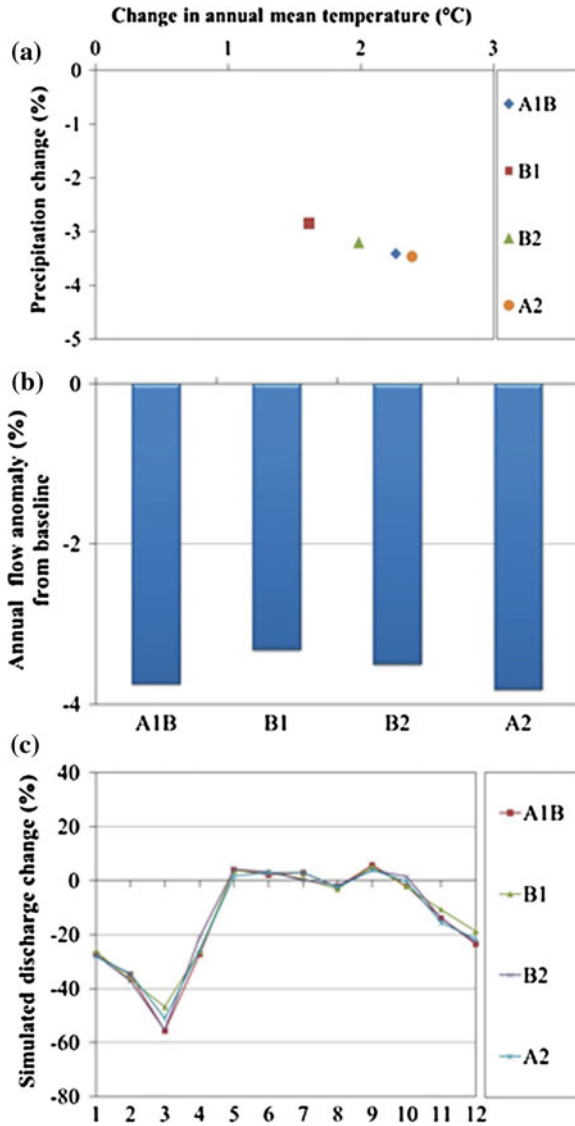 Change in annual mean temperature (°C)
0 1 2 3
(a)
Precipitation change (%)
0
-1
-2
-3
-4
-5
A1B
B1
B2
A2
(b)
Annual flow anomaly (%)
from baseline
0
-2
-4
A1B B1 B2 A2
(c)
Simulated discharge change (%)
40
20
0
-20
-40
-60
-80
1 2 3 4 5 6 7 8 9 10 11 12
A1B
B1
B2
A2